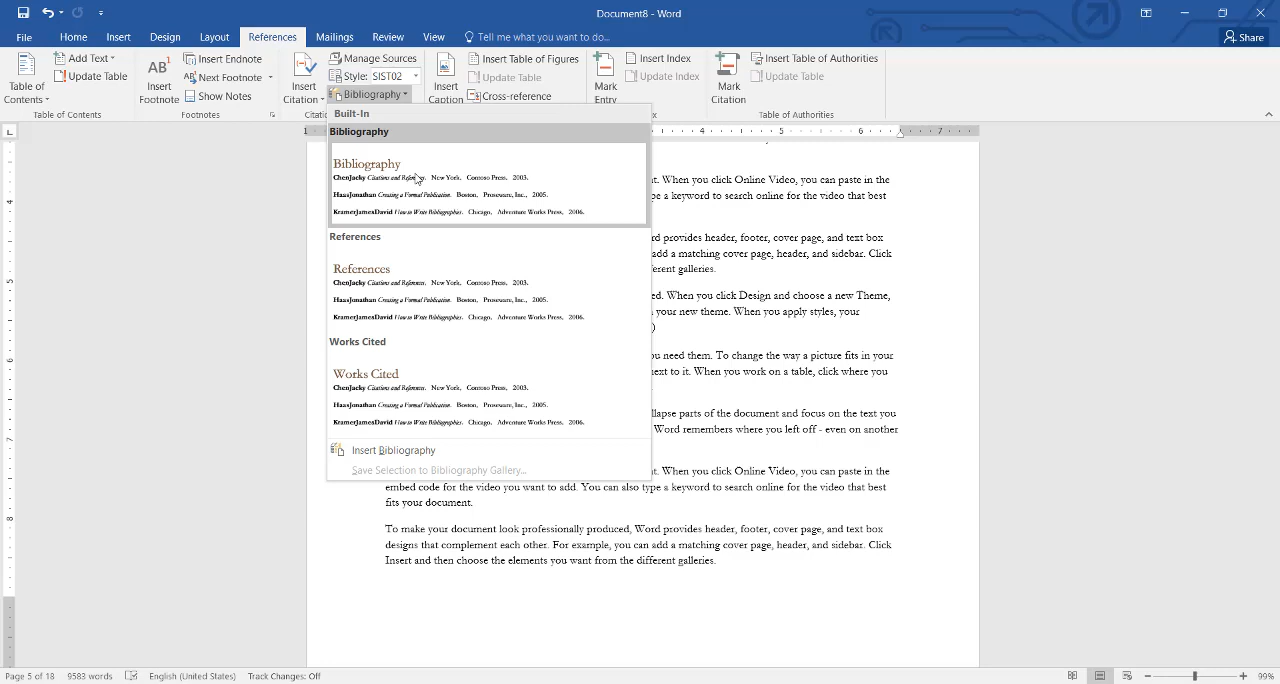 Document8 - Word
File Home Insert Design Layout References Mailings Review View Tell me what you want to do... Share
Table of Contents
Add Text
Update Table
Table of Contents
AB1 Insert Footnote
Insert Endnote
Next Footnote
Show Notes
Footnotes
Insert Citation
Manage Sources
Style: SIST02
Bibliography
Insert Caption
Insert Table of Figures
Update Table
Cross-reference
Mark Entry
Insert Index
Update Index
Mark Citation
Insert Table of Authorities
Update Table
Table of Authorities
Built-In
Bibliography
Bibliography
ChenJacky Citations and References. New York, Contoso Press, 2003.
HaasJonathan Creating a Formal Publication. Boston, Proseware, Inc., 2005.
KramerJamesDavid How to Write Bibliographies. Chicago, Adventure Works Press, 2006.
References
References
ChenJacky Citations and References. New York, Contoso Press, 2003.
HaasJonathan Creating a Formal Publication. Boston, Proseware, Inc., 2005.
KramerJamesDavid How to Write Bibliographies. Chicago, Adventure Works Press, 2006.
Works Cited
Works Cited
ChenJacky Citations and References. New York, Contoso Press, 2003.
HaasJonathan Creating a Formal Publication. Boston, Proseware, Inc., 2005.
KramerJamesDavid How to Write Bibliographies. Chicago, Adventure Works Press, 2006.
Insert Bibliography
Save Selection to Bibliography Gallery...
When you click Online Video, you can paste in the
a keyword to search online for the video that best
provides header, footer, cover page, and text box
add a matching cover page, header, and sidebar. Click
galleries.
When you click Design and choose a new Theme,
your new theme. When you apply styles, your
need them. To change the way a picture fits in your
next to it. When you work on a table, click where you
parts of the document and focus on the text you
Word remembers where you left off - even on another
When you click Online Video, you can paste in the
embed code for the video you want to add. You can also type a keyword to search online for the video that best
fits your document.
To make your document look professionally produced, Word provides header, footer, cover page, and text box
designs that complement each other. For example, you can add a matching cover page, header, and sidebar. Click
Insert and then choose the elements you want from the different galleries.
Page 5 of 18 9583 words English (United States) Track Changes: Off 99%